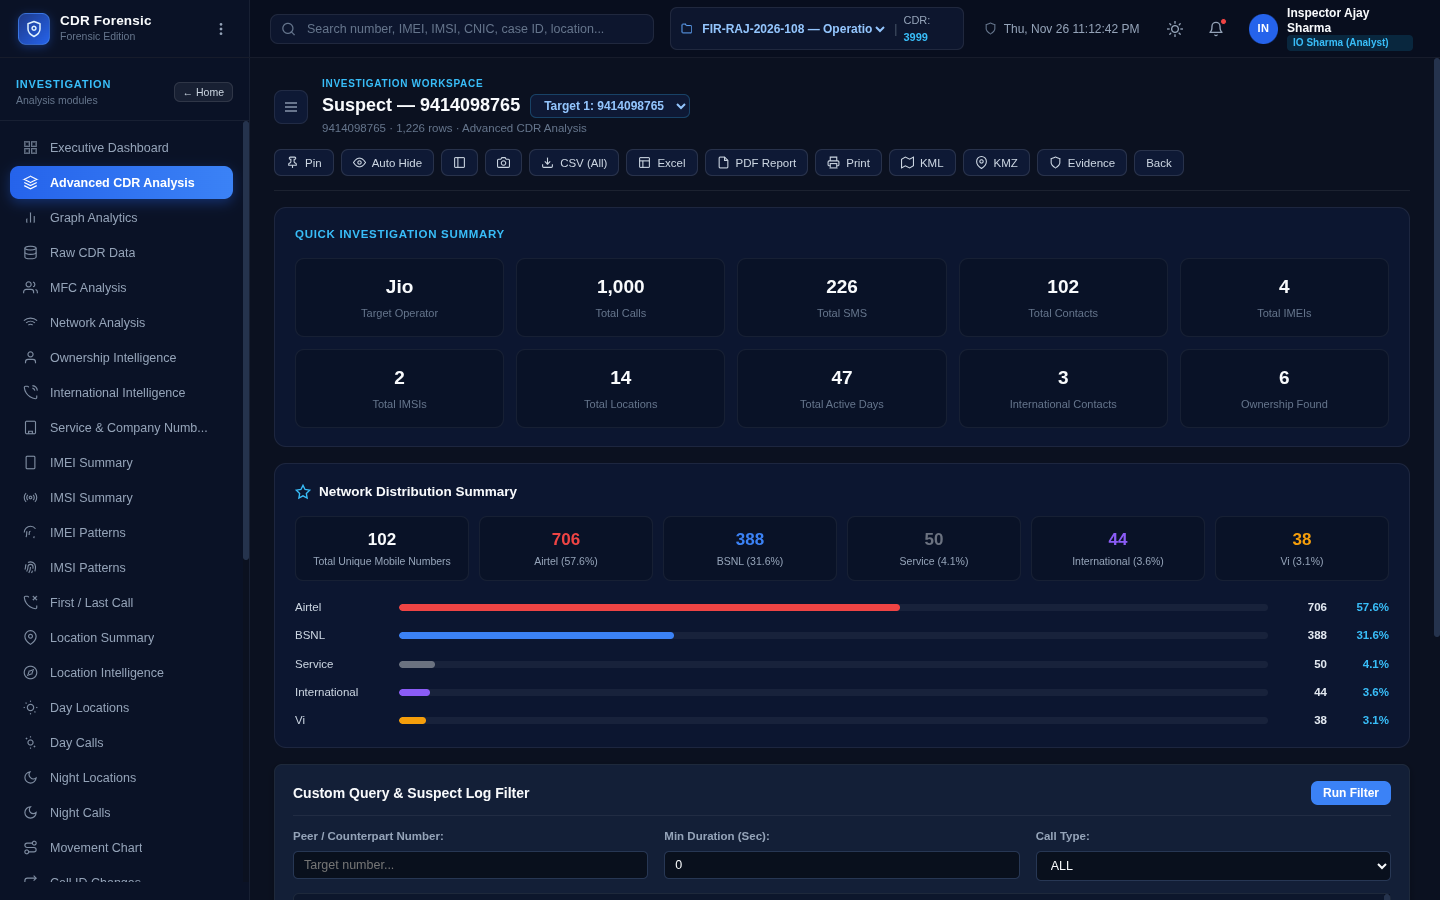 CDR Forensic
Forensic Edition
Search number, IMEI, IMSI, CNIC, case ID, location...
FIR-RAJ-2026-108 — Operatio
|
CDR:
3999
Thu, Nov 26 11:12:42 PM
IN
Inspector Ajay
Sharma
IO Sharma (Analyst)
INVESTIGATION
Analysis modules
← Home
Executive Dashboard
Advanced CDR Analysis
Graph Analytics
Raw CDR Data
MFC Analysis
Network Analysis
Ownership Intelligence
International Intelligence
Service & Company Numb...
IMEI Summary
IMSI Summary
IMEI Patterns
IMSI Patterns
First / Last Call
Location Summary
Location Intelligence
Day Locations
Day Calls
Night Locations
Night Calls
Movement Chart
Cell ID Changes
INVESTIGATION WORKSPACE
Suspect — 9414098765
Target 1: 9414098765
9414098765 · 1,226 rows · Advanced CDR Analysis
Pin
Auto Hide
CSV (All)
Excel
PDF Report
Print
KML
KMZ
Evidence
Back
QUICK INVESTIGATION SUMMARY
Jio
Target Operator
1,000
Total Calls
226
Total SMS
102
Total Contacts
4
Total IMEIs
2
Total IMSIs
14
Total Locations
47
Total Active Days
3
International Contacts
6
Ownership Found
Network Distribution Summary
102
Total Unique Mobile Numbers
706
Airtel (57.6%)
388
BSNL (31.6%)
50
Service (4.1%)
44
International (3.6%)
38
Vi (3.1%)
Airtel 706 57.6%
BSNL 388 31.6%
Service 50 4.1%
International 44 3.6%
Vi 38 3.1%
Custom Query & Suspect Log Filter
Run Filter
Peer / Counterpart Number:
Target number...
Min Duration (Sec):
0
Call Type:
ALL